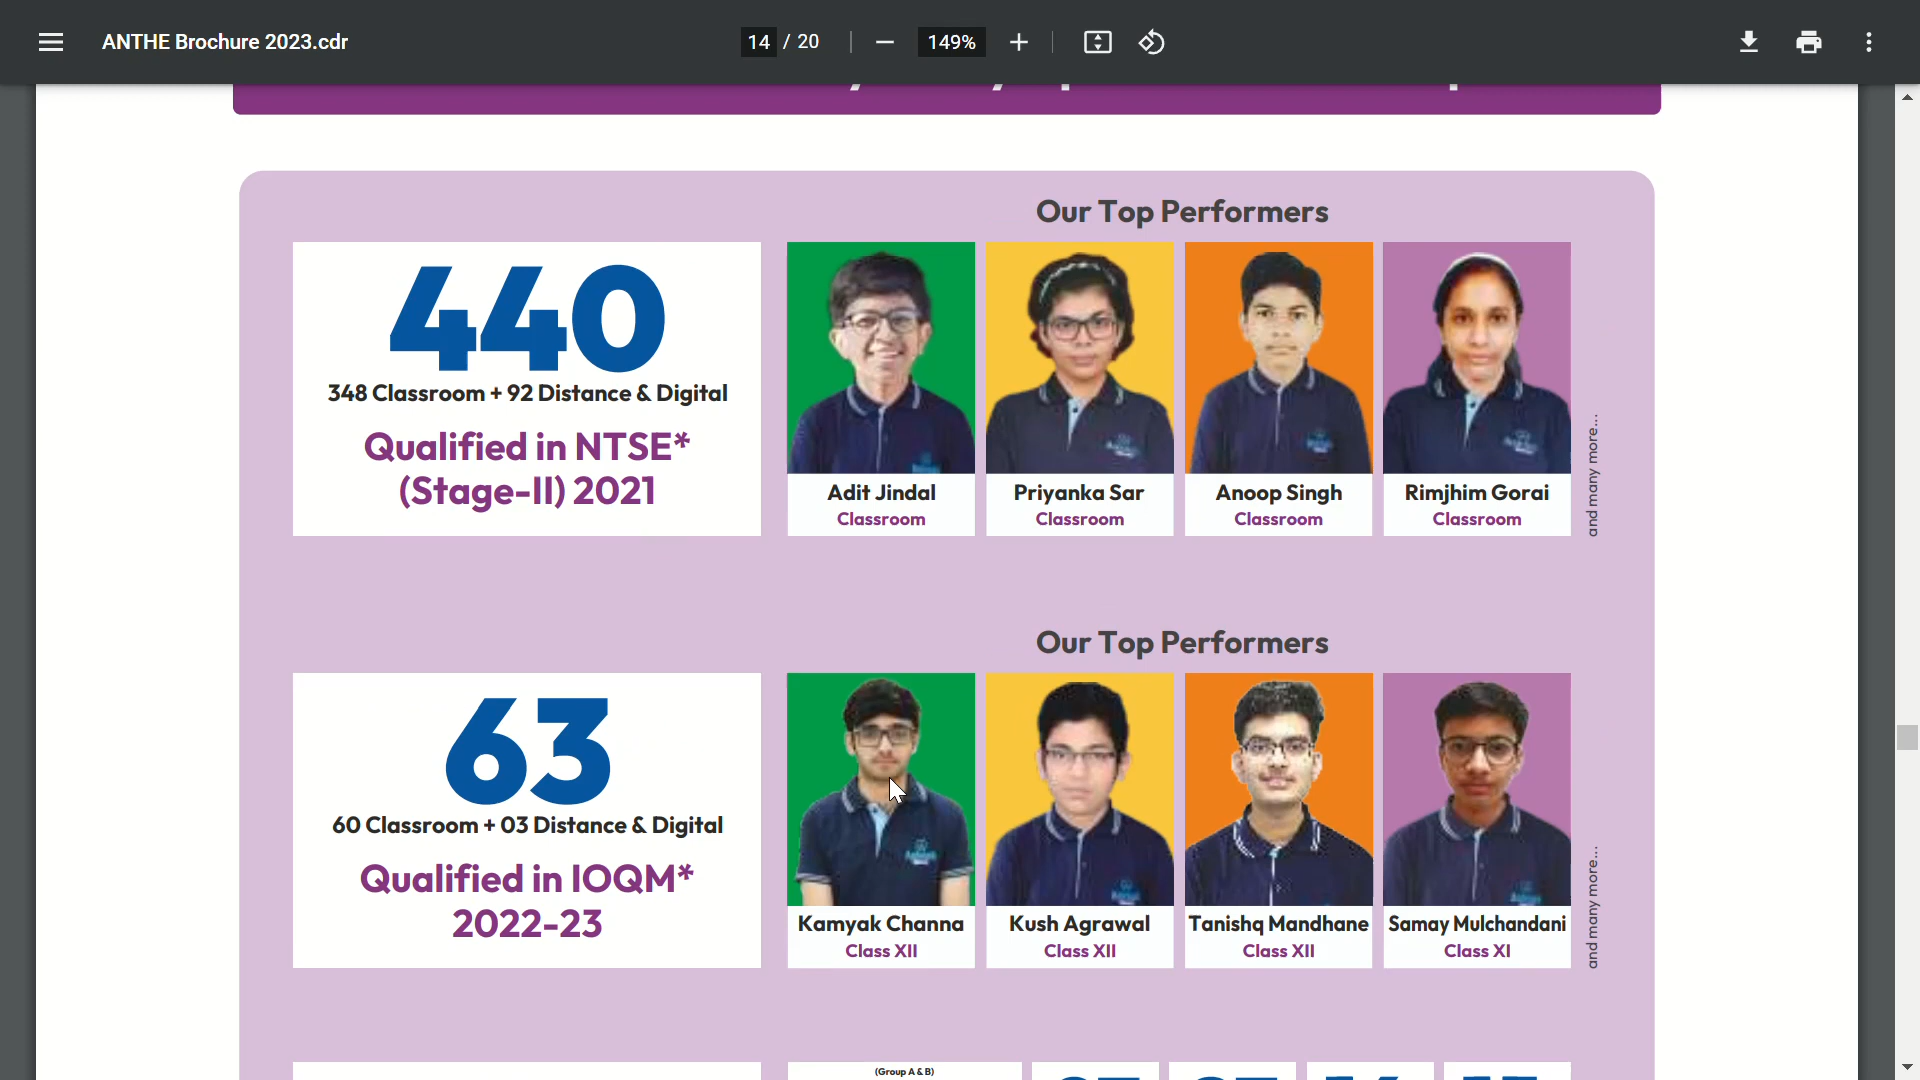 ANTHE Brochure 2023.cdr
14 / 20
149%
Our Top Performers
440
348 Classroom + 92 Distance & Digital
Qualified in NTSE*
(Stage-II) 2021
Adit Jindal
Classroom
Priyanka Sar
Classroom
Anoop Singh
Classroom
Rimjhim Gorai
Classroom
and many more...
Our Top Performers
63
60 Classroom + 03 Distance & Digital
Qualified in IOQM*
2022-23
Kamyak Channa
Class XII
Kush Agrawal
Class XII
Tanishq Mandhane
Class XII
Samay Mulchandani
Class XI
and many more...
(Group A & B)